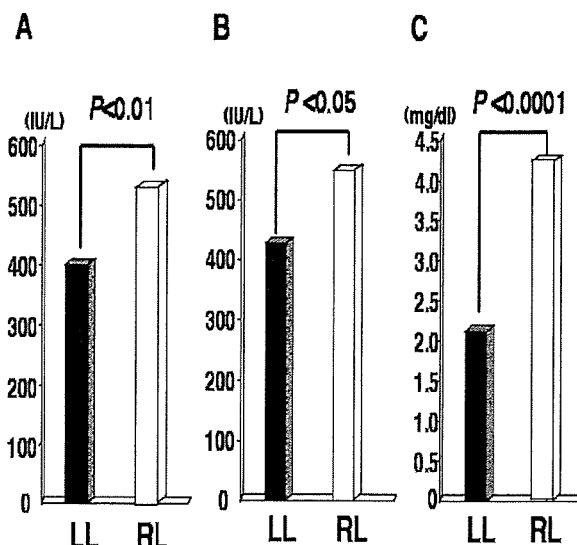 A B C
P<0.01 P<0.05 P<0.0001
(IU/L) (IU/L) (mg/dl)
600 600 4.5
500 500 4.0
400 400 3.5
300 300 3.0
200 200 2.5
100 100 2.0
0 0 1.5
1.0
0.5
0
LL RL LL RL LL RL